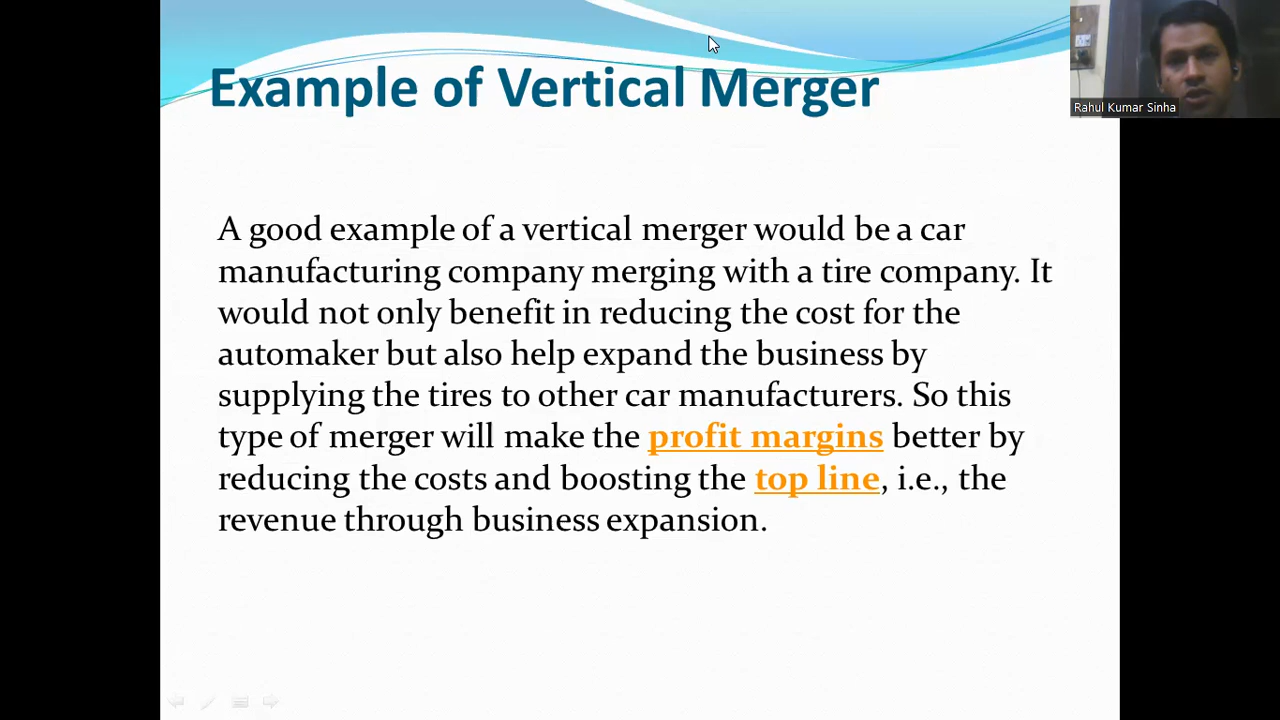 Example of Vertical Merger
Rahul Kumar Sinha
A good example of a vertical merger would be a car
manufacturing company merging with a tire company. It
would not only benefit in reducing the cost for the
automaker but also help expand the business by
supplying the tires to other car manufacturers. So this
type of merger will make the profit margins better by
reducing the costs and boosting the top line, i.e., the
revenue through business expansion.